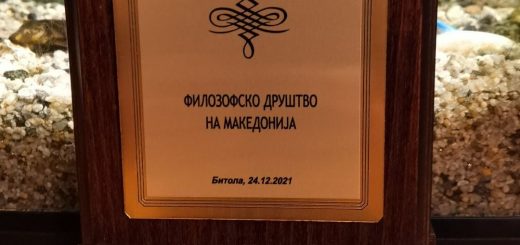 ФИЛОЗОФСКО ДРУШТВО
НА МАКЕДОНИЈА
Битола, 24.12.2021